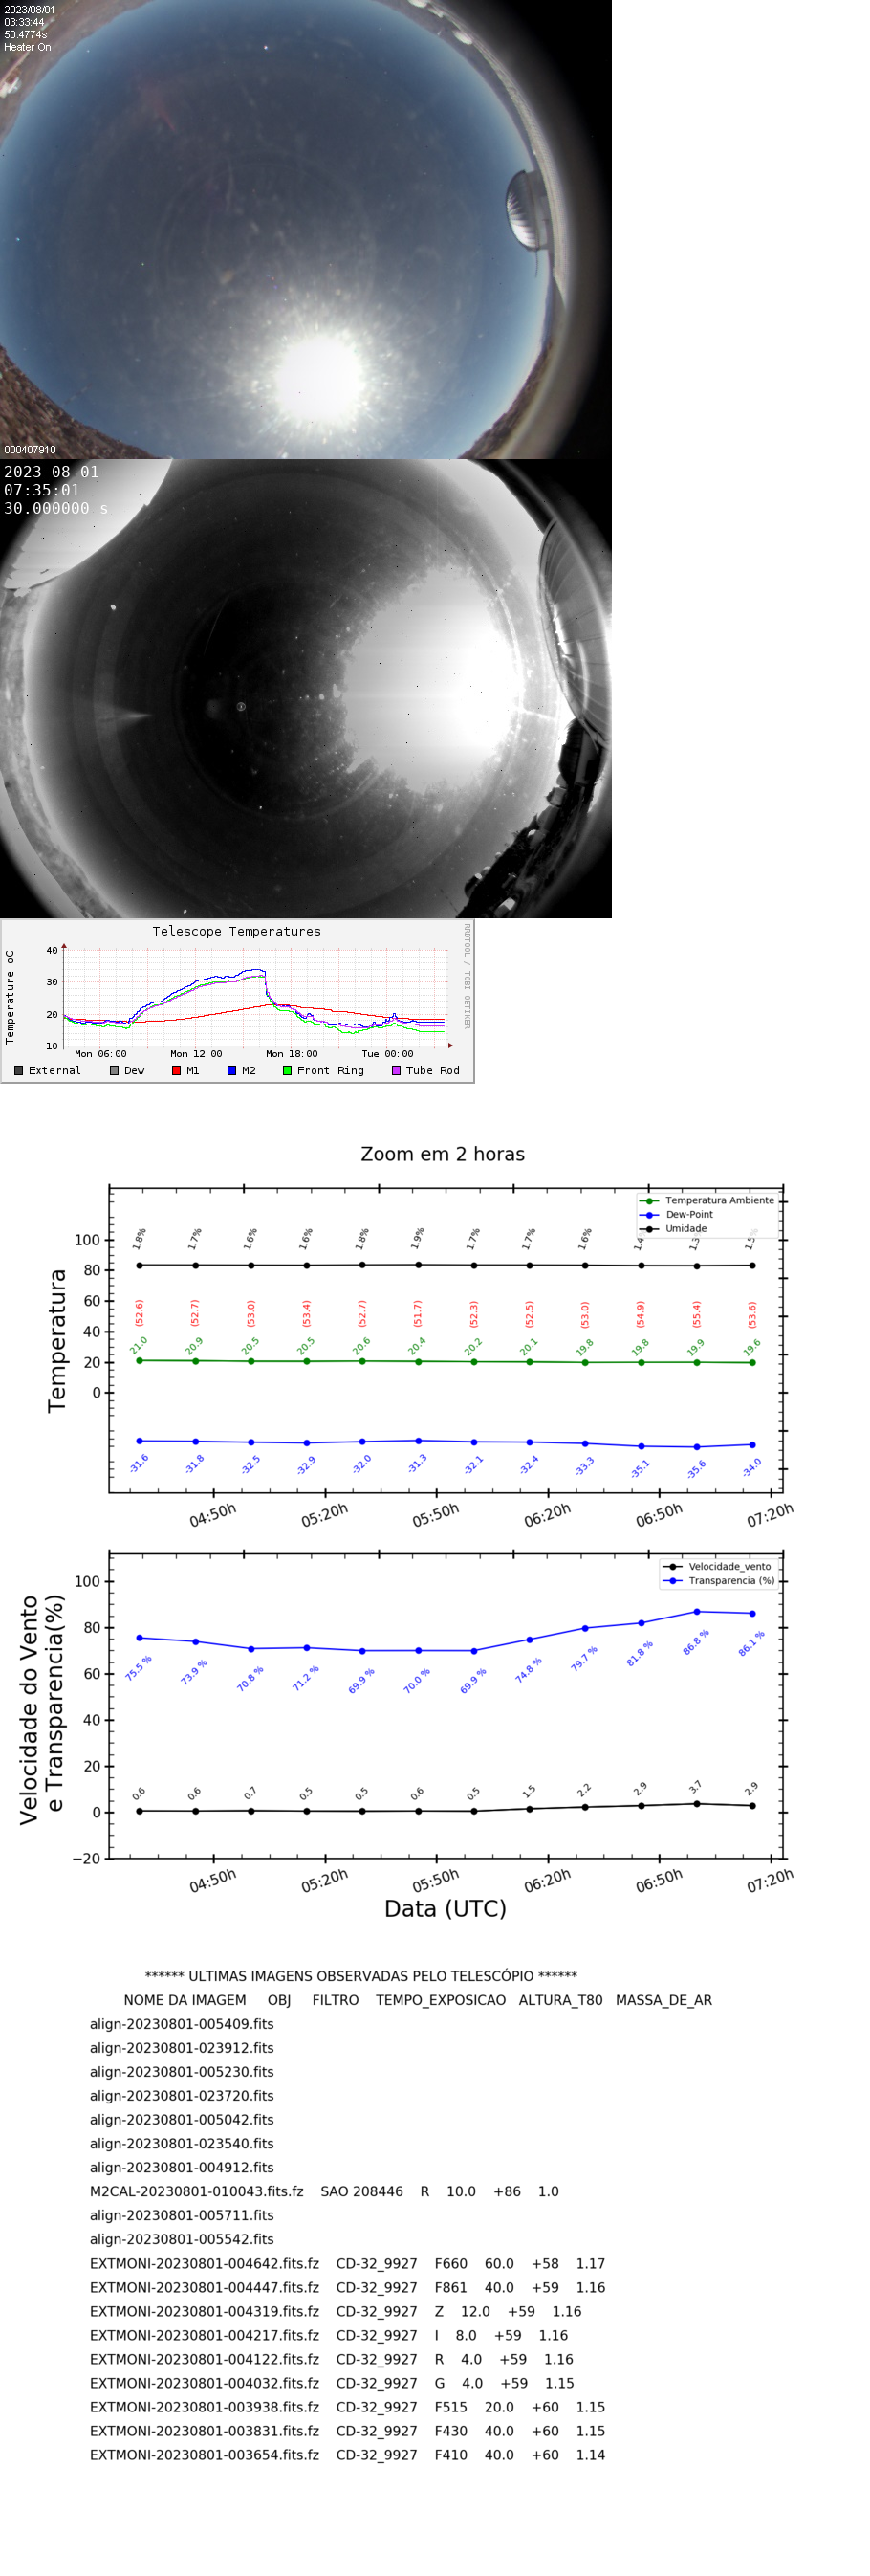 2023/08/01
03:33:44
50.4774s
Heater On
000407910
2023-08-01
07:35:01
30.000000 s
Telescope Temperatures
RRDTOOL / TOBI OETIKER
Temperature oC
40
30
20
10
Mon 06:00 Mon 12:00 Mon 18:00 Tue 00:00
External Dew M1 M2 Front Ring Tube Rod
Zoom em 2 horas
Temperatura Ambiente
Dew-Point
Umidade
Temperatura
100
80
60
40
20
0
1.8% 1.7% 1.6% 1.6% 1.8% 1.9% 1.7% 1.7% 1.6%
(52.6) (52.7) (53.0) (53.4) (52.7) (51.7) (52.3) (52.5) (53.0) (54.9) (55.4) (53.6)
21.0 20.9 20.5 20.5 20.6 20.4 20.2 20.1 19.8 19.8 19.9 19.6
-31.6 -31.8 -32.5 -32.9 -32.0 -31.3 -32.1 -32.4 -33.3 -35.1 -35.6 -34.0
04:50h 05:20h 05:50h 06:20h 06:50h 07:20h
Velocidade_vento
Transparencia (%)
Velocidade do Vento
e Transparencia(%)
100
80
60
40
20
0
−20
75.5 % 73.9 % 70.8 % 71.2 % 69.9 % 70.0 % 69.9 % 74.8 % 79.7 % 81.8 % 86.8 % 86.1 %
0.6 0.6 0.7 0.5 0.5 0.6 0.5 1.5 2.2 2.9 3.7 2.9
04:50h 05:20h 05:50h 06:20h 06:50h 07:20h
Data (UTC)
****** ULTIMAS IMAGENS OBSERVADAS PELO TELESCÓPIO ******
NOME DA IMAGEM OBJ FILTRO TEMPO_EXPOSICAO ALTURA_T80 MASSA_DE_AR
align-20230801-005409.fits
align-20230801-023912.fits
align-20230801-005230.fits
align-20230801-023720.fits
align-20230801-005042.fits
align-20230801-023540.fits
align-20230801-004912.fits
M2CAL-20230801-010043.fits.fz SAO 208446 R 10.0 +86 1.0
align-20230801-005711.fits
align-20230801-005542.fits
EXTMONI-20230801-004642.fits.fz CD-32_9927 F660 60.0 +58 1.17
EXTMONI-20230801-004447.fits.fz CD-32_9927 F861 40.0 +59 1.16
EXTMONI-20230801-004319.fits.fz CD-32_9927 Z 12.0 +59 1.16
EXTMONI-20230801-004217.fits.fz CD-32_9927 I 8.0 +59 1.16
EXTMONI-20230801-004122.fits.fz CD-32_9927 R 4.0 +59 1.16
EXTMONI-20230801-004032.fits.fz CD-32_9927 G 4.0 +59 1.15
EXTMONI-20230801-003938.fits.fz CD-32_9927 F515 20.0 +60 1.15
EXTMONI-20230801-003831.fits.fz CD-32_9927 F430 40.0 +60 1.15
EXTMONI-20230801-003654.fits.fz CD-32_9927 F410 40.0 +60 1.14